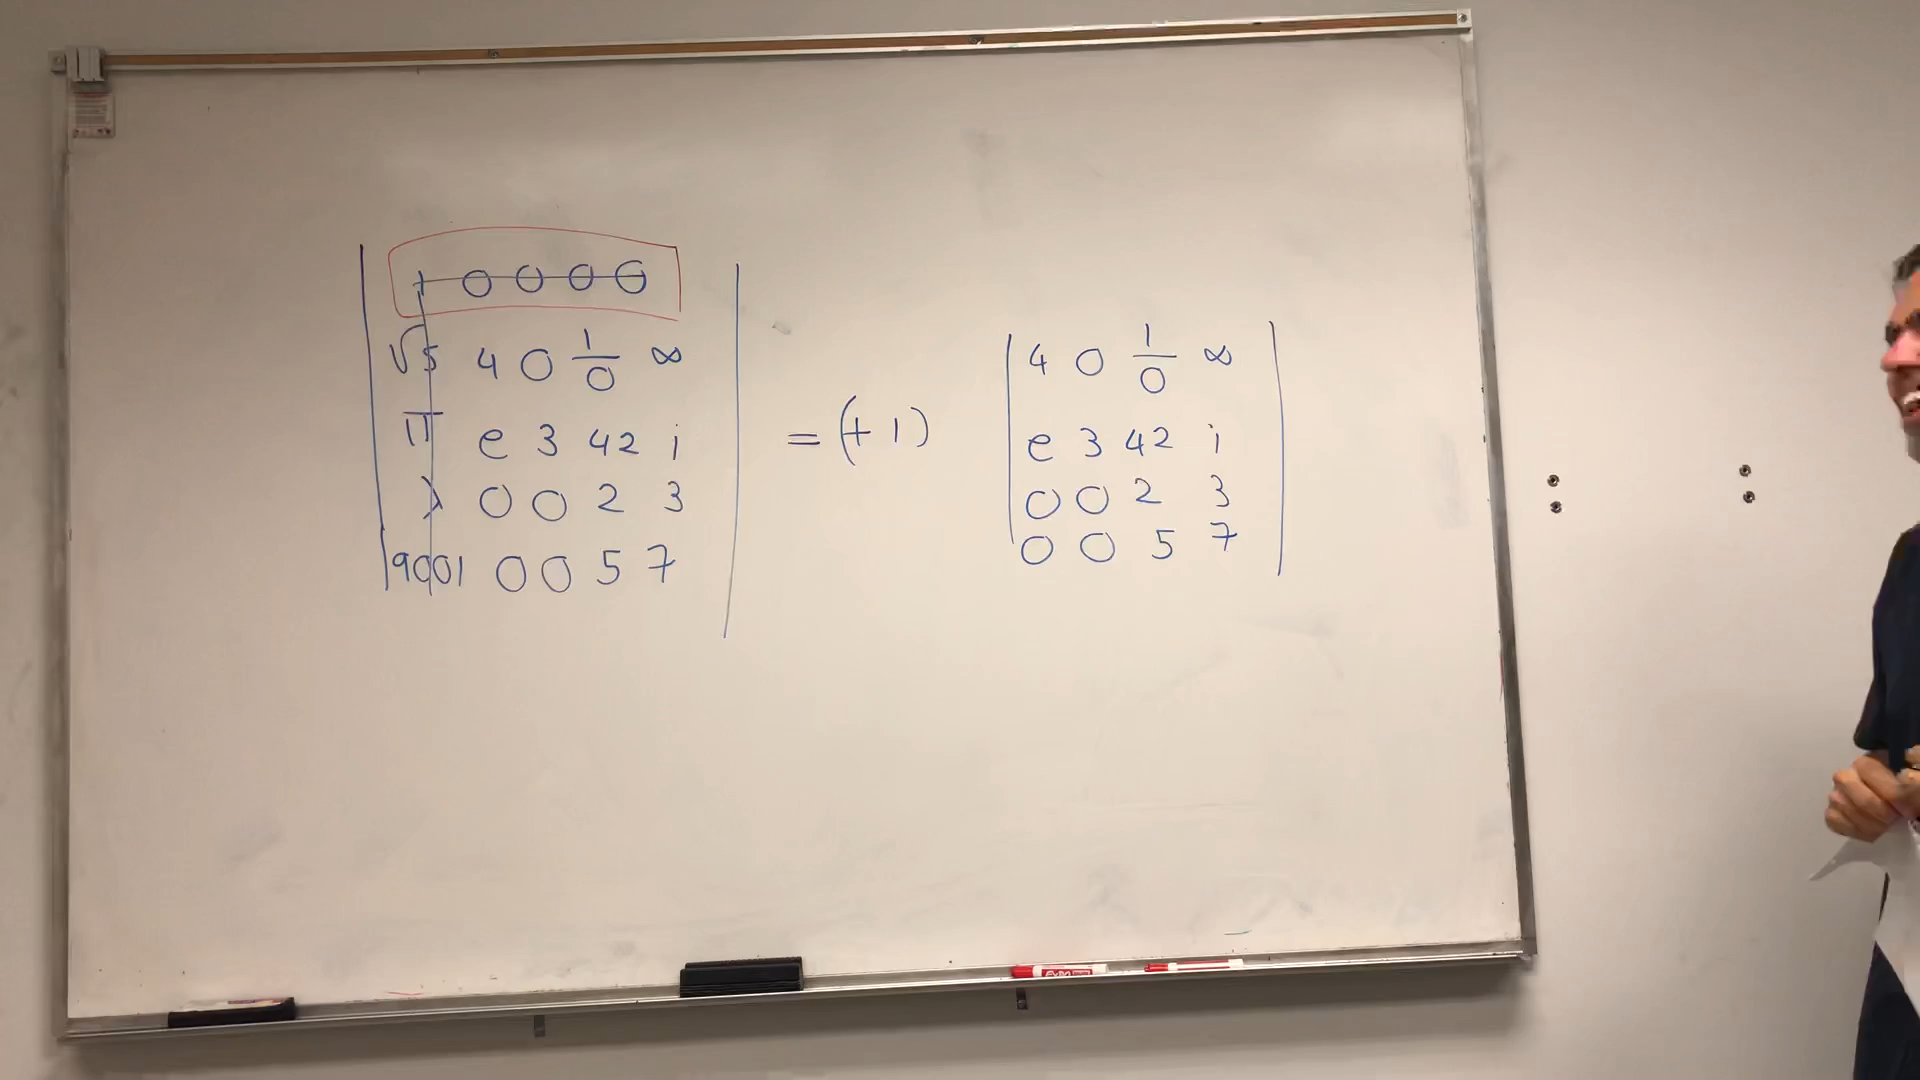 | 1 0 0 0 0 |
| √5 4 0 1/0 ∞ |
| π e 3 42 i |
| λ 0 0 2 3 |
| 9001 0 0 5 7 |
= (+1)
| 4 0 1/0 ∞ |
| e 3 42 i |
| 0 0 2 3 |
| 0 0 5 7 |
EXPO